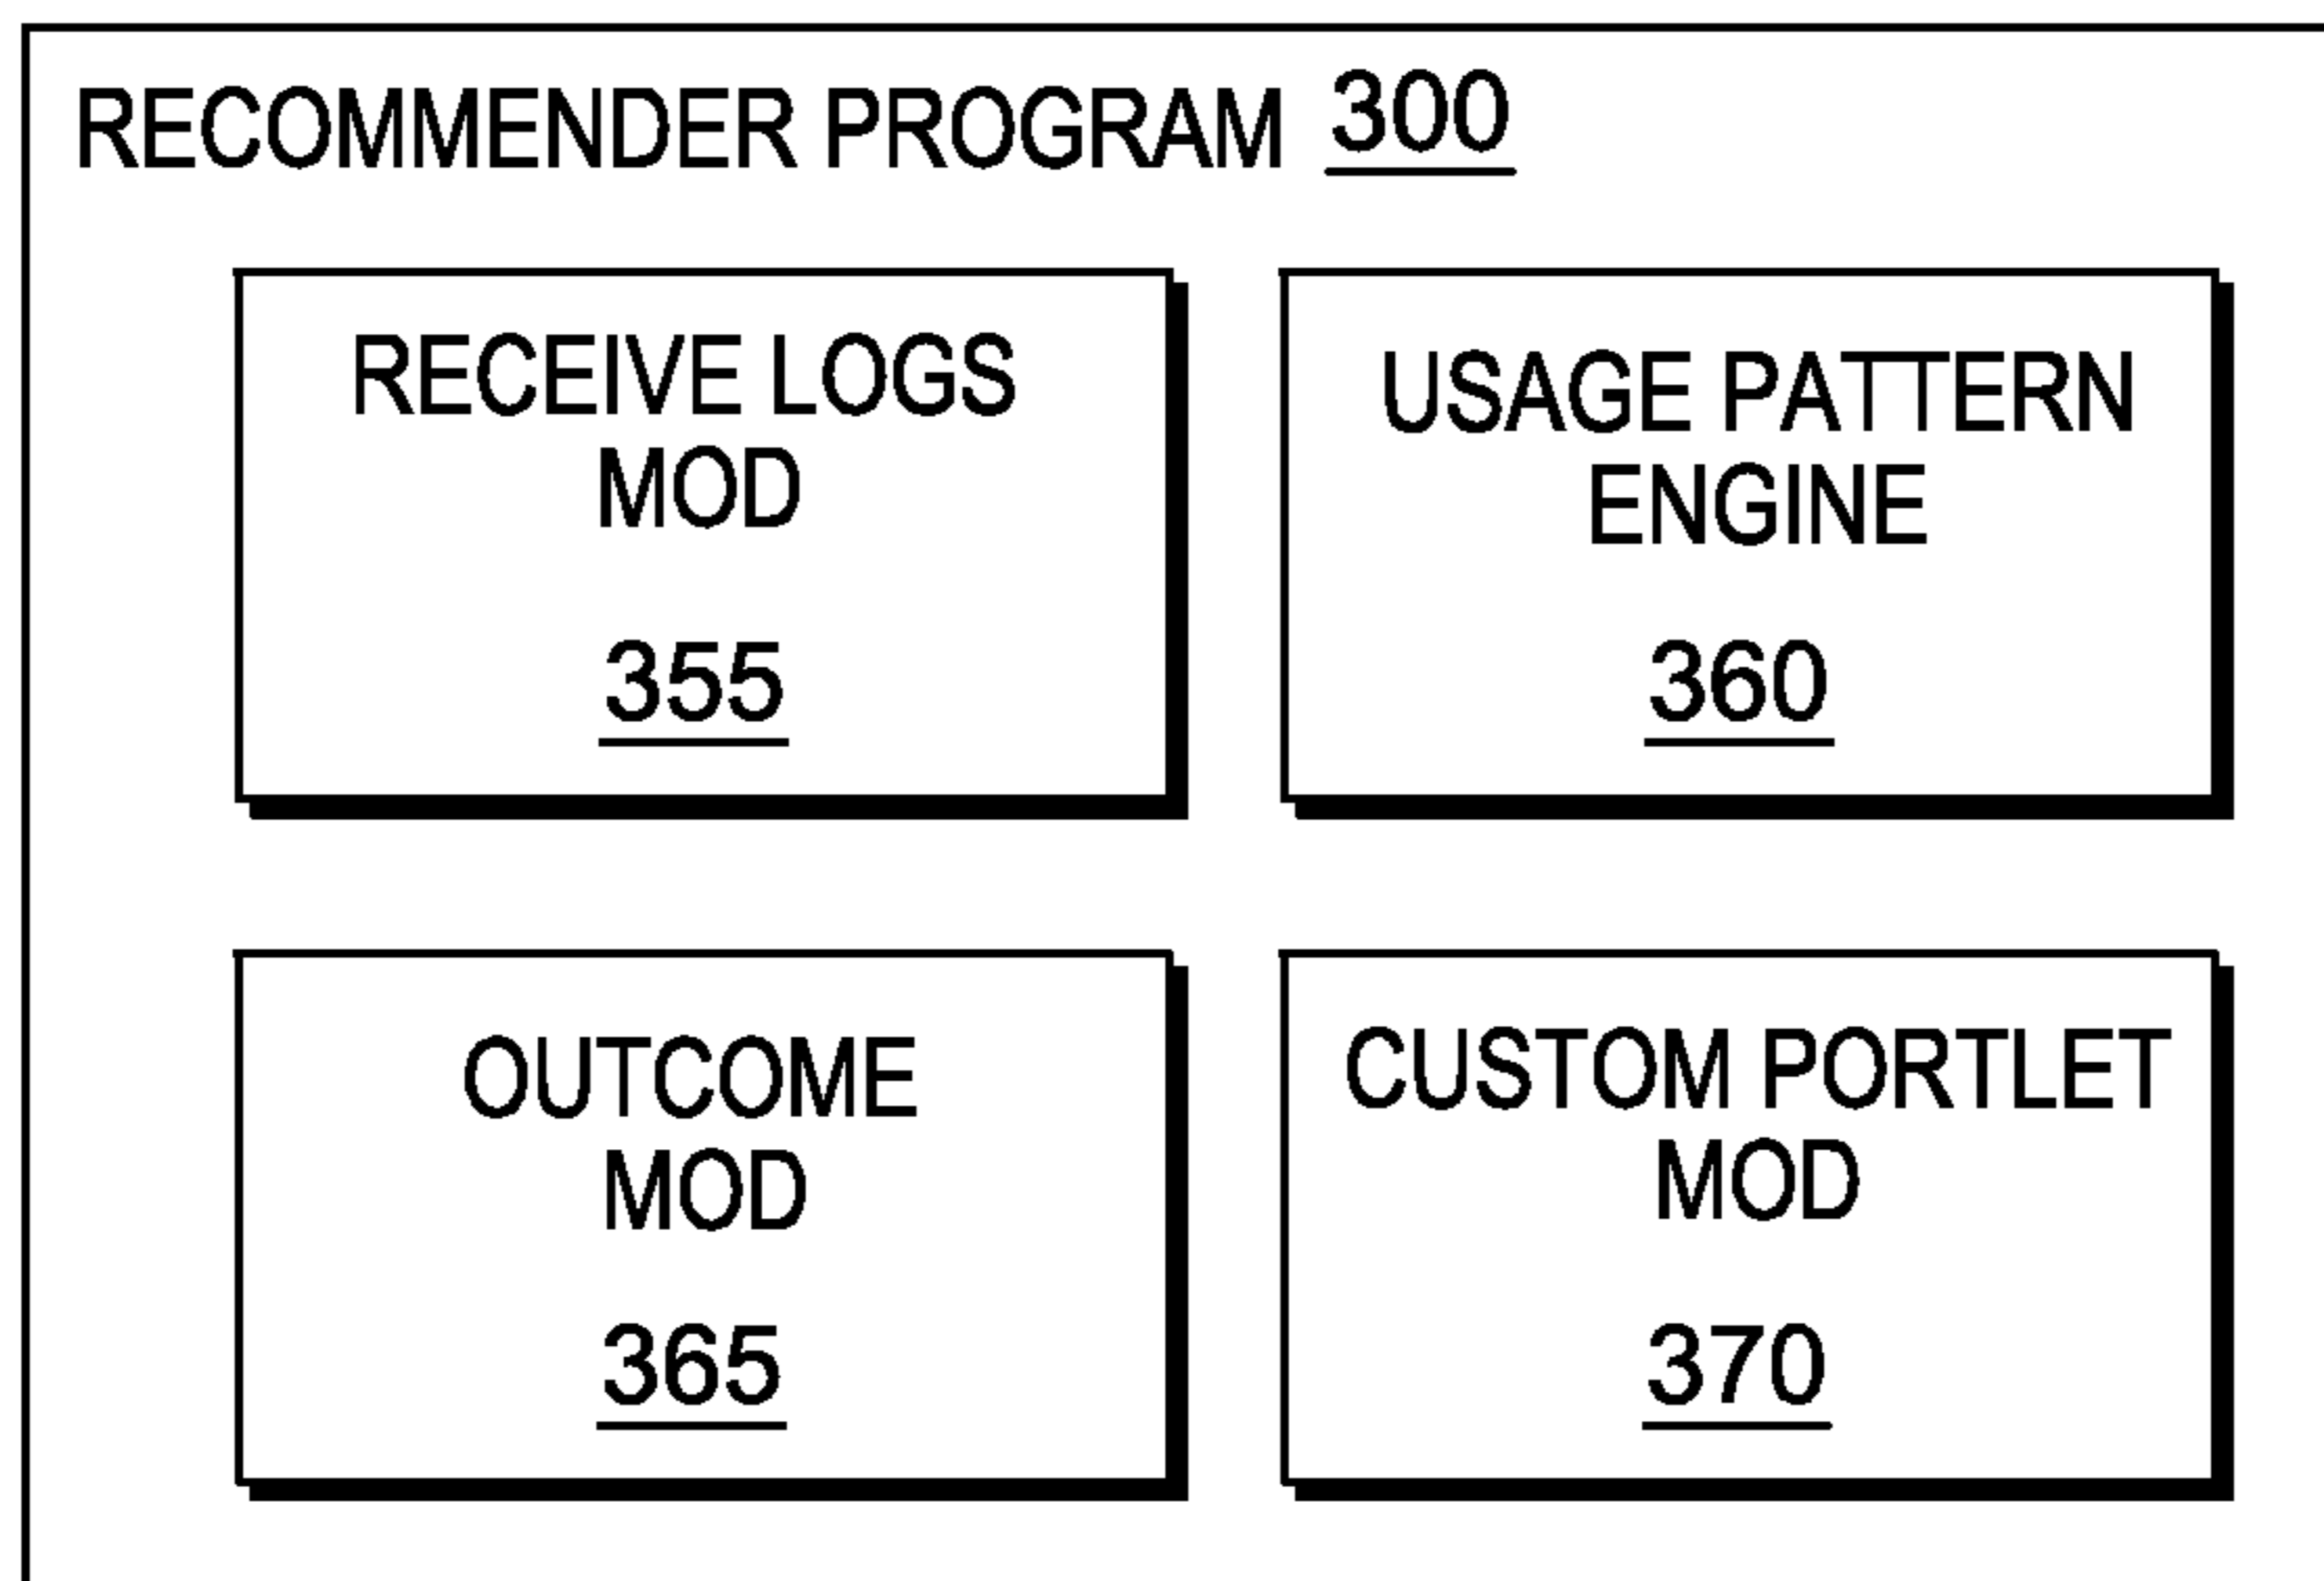 RECOMMENDER PROGRAM 300
RECEIVE LOGS
MOD
355
USAGE PATTERN
ENGINE
360
OUTCOME
MOD
365
CUSTOM PORTLET
MOD
370